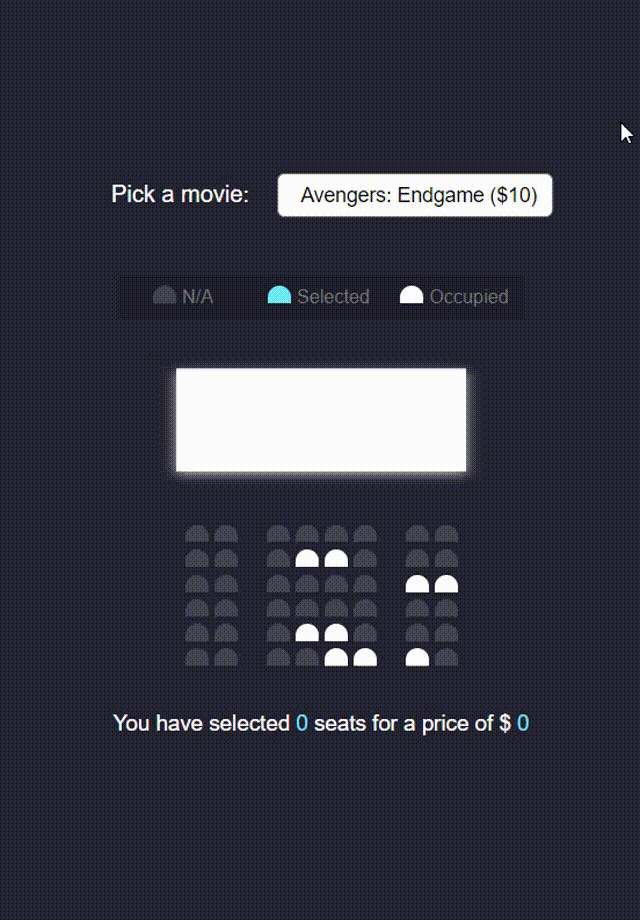 Pick a movie: Avengers: Endgame ($10)
N/A Selected Occupied
You have selected 0 seats for a price of $ 0